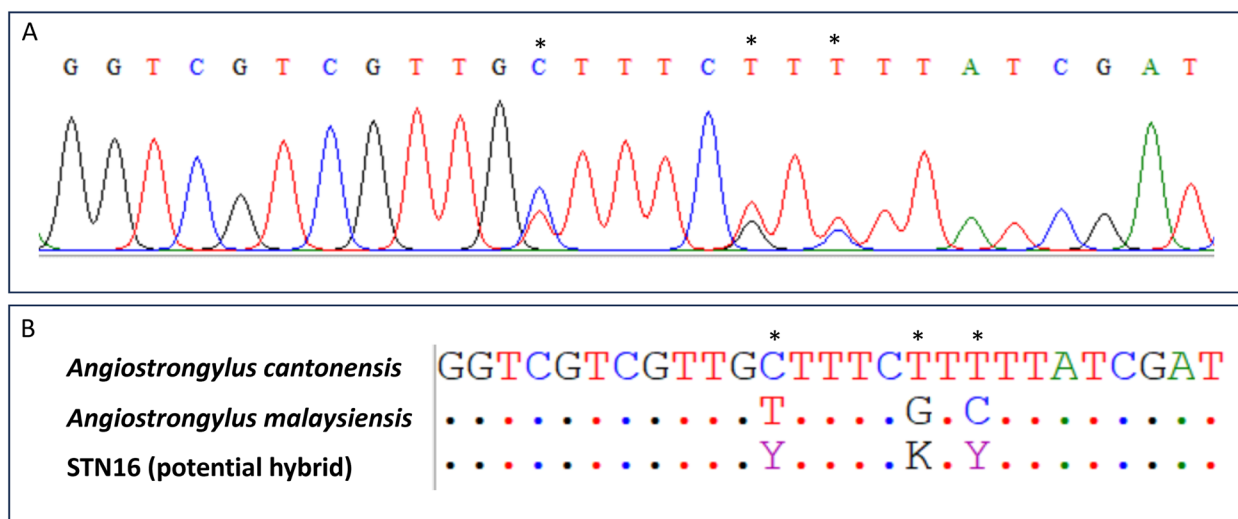 A
* * *
G G T C G T C G T T G C T T T C T T T T T A T C G A T
B
* * *
Angiostrongylus cantonensis GGTCGTCGTTGCTTTCTTTTTATCGAT
Angiostrongylus malaysiensis ...........T....G.C........
STN16 (potential hybrid) ...........Y....K.Y........